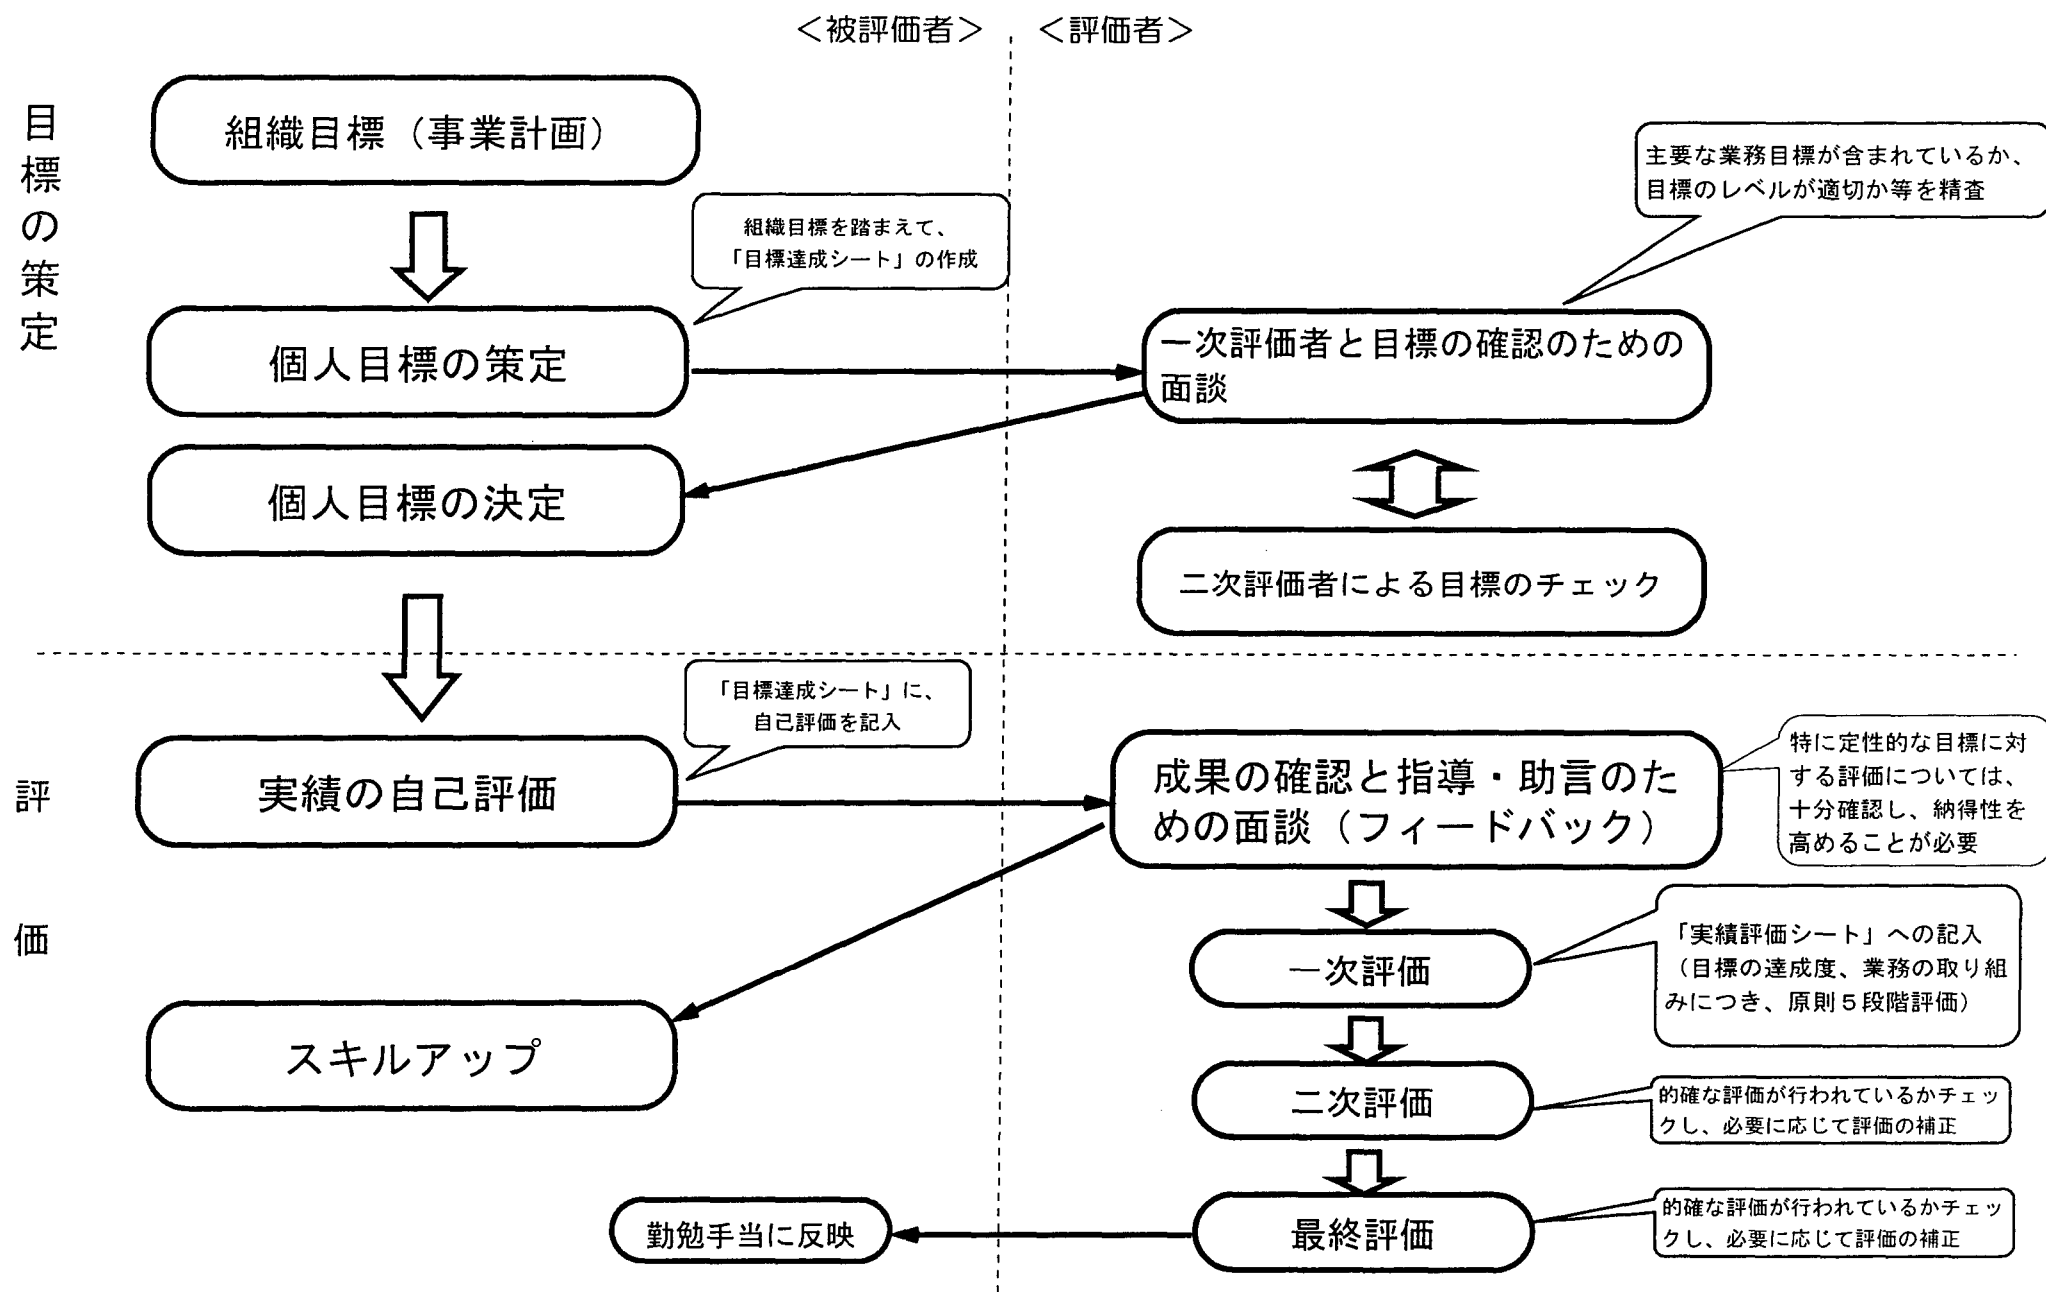 ＜被評価者＞
＜評価者＞
目標の策定
組織目標（事業計画）
組織目標を踏まえて、
「目標達成シート」の作成
主要な業務目標が含まれているか、
目標のレベルが適切か等を精査
個人目標の策定
一次評価者と目標の確認のための
面談
個人目標の決定
二次評価者による目標のチェック
評価
「目標達成シート」に、
自己評価を記入
実績の自己評価
成果の確認と指導・助言のた
めの面談（フィードバック）
特に定性的な目標に対
する評価については、
十分確認し、納得性を
高めることが必要
一次評価
「実績評価シート」への記入
（目標の達成度、業務の取り組
みにつき、原則５段階評価）
スキルアップ
二次評価
的確な評価が行われているかチェッ
クし、必要に応じて評価の補正
勤勉手当に反映
最終評価
的確な評価が行われているかチェッ
クし、必要に応じて評価の補正